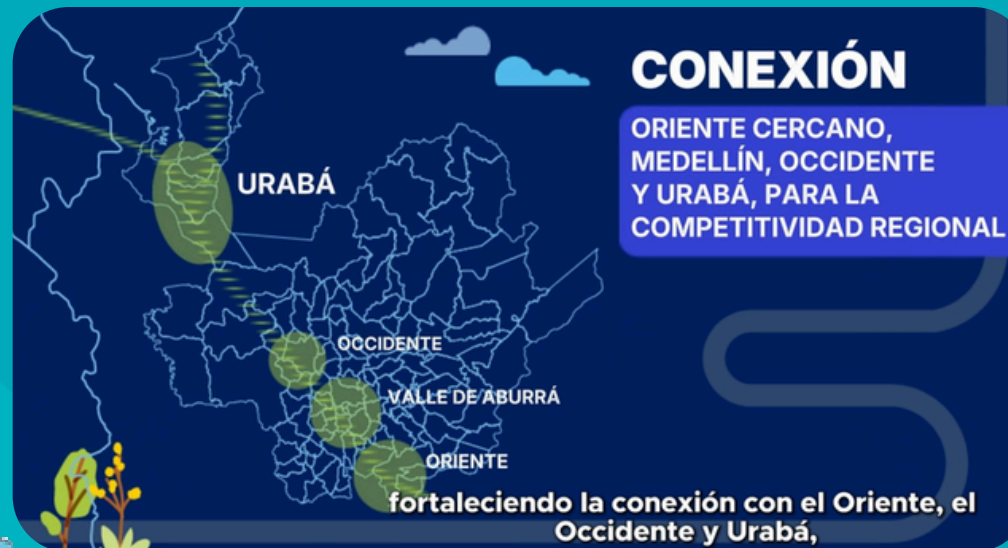 CONEXIÓN
ORIENTE CERCANO,
MEDELLÍN, OCCIDENTE
Y URABÁ, PARA LA
COMPETITIVIDAD REGIONAL
URABÁ
OCCIDENTE
VALLE DE ABURRÁ
ORIENTE
fortaleciendo la conexión con el Oriente, el
Occidente y Urabá,